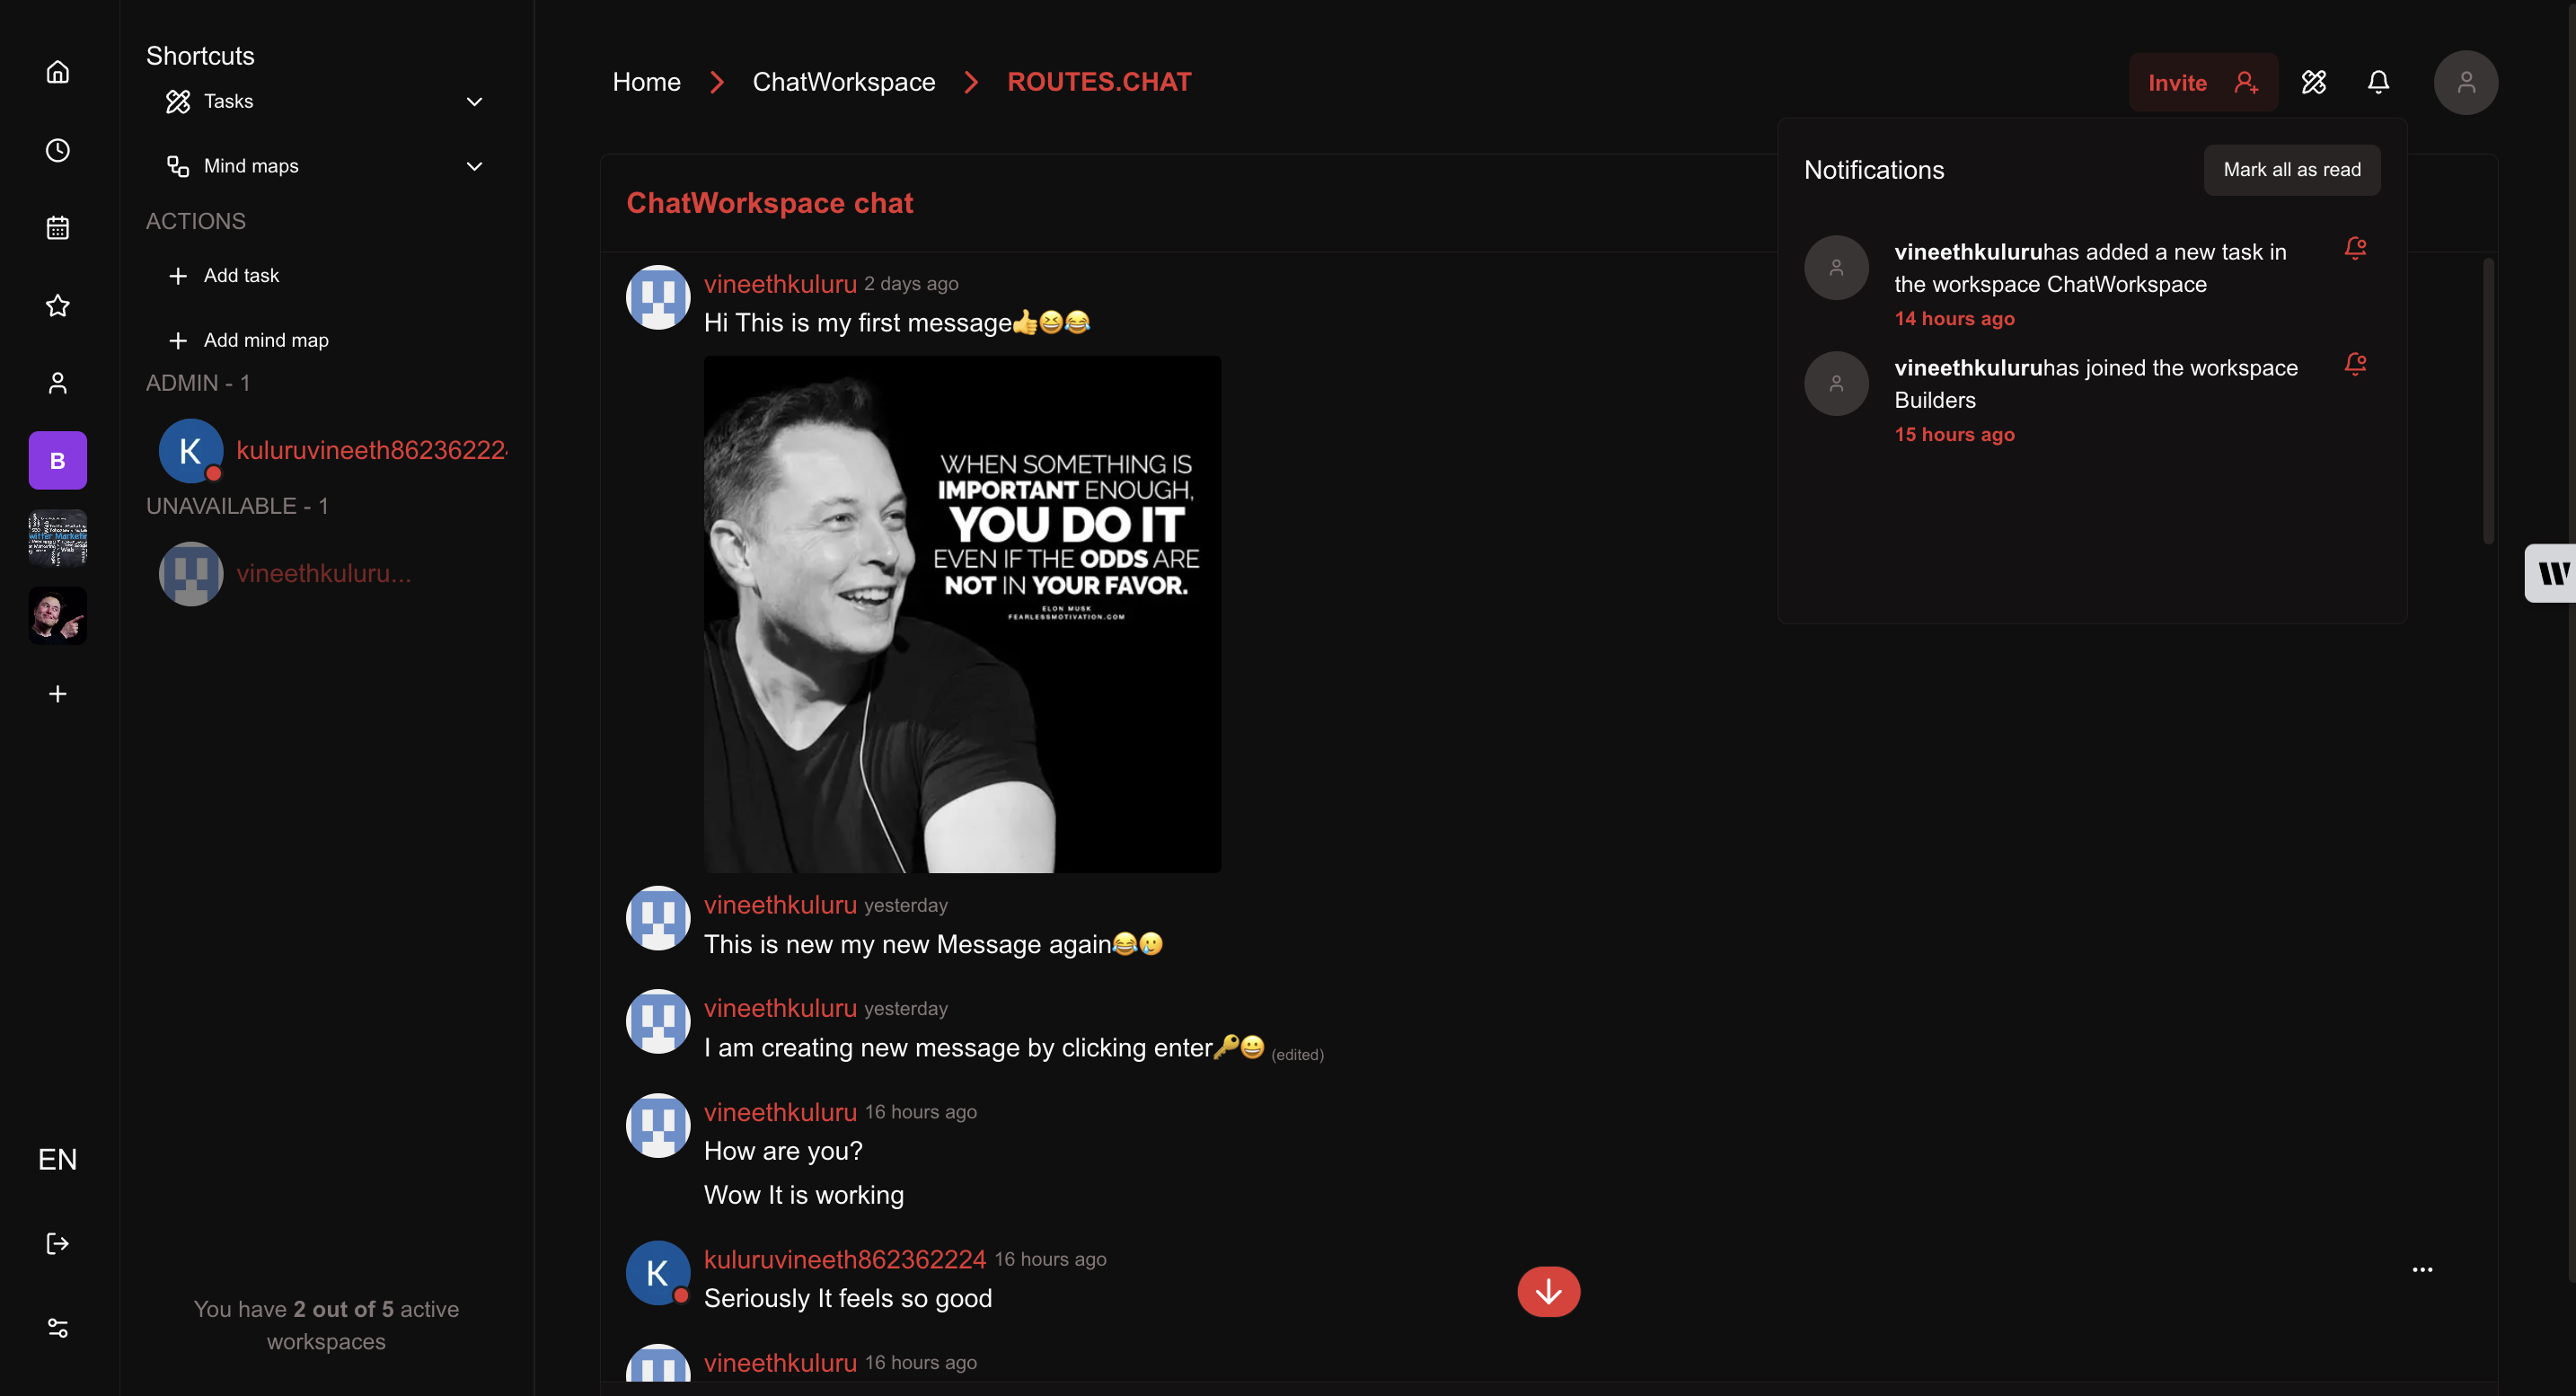 Shortcuts
Tasks
Mind maps
ACTIONS
Add task
Add mind map
ADMIN - 1
K
kuluruvineeth86236222
UNAVAILABLE - 1
vineethkuluru...
B
EN
You have 2 out of 5 active
workspaces
Home
ChatWorkspace
ROUTES.CHAT
Invite
ChatWorkspace chat
Notifications
Mark all as read
vineethkuluruhas added a new task in
the workspace ChatWorkspace
14 hours ago
vineethkuluruhas joined the workspace
Builders
15 hours ago
vineethkuluru 2 days ago
Hi This is my first message👍😆😂
WHEN SOMETHING IS
IMPORTANT ENOUGH,
YOU DO IT
EVEN IF THE ODDS ARE
NOT IN YOUR FAVOR.
ELON MUSK
FEARLESSMOTIVATION.COM
vineethkuluru yesterday
This is new my new Message again😂🥲
vineethkuluru yesterday
I am creating new message by clicking enter🔑😀 (edited)
vineethkuluru 16 hours ago
How are you?
Wow It is working
K
kuluruvineeth862362224 16 hours ago
Seriously It feels so good
vineethkuluru 16 hours ago